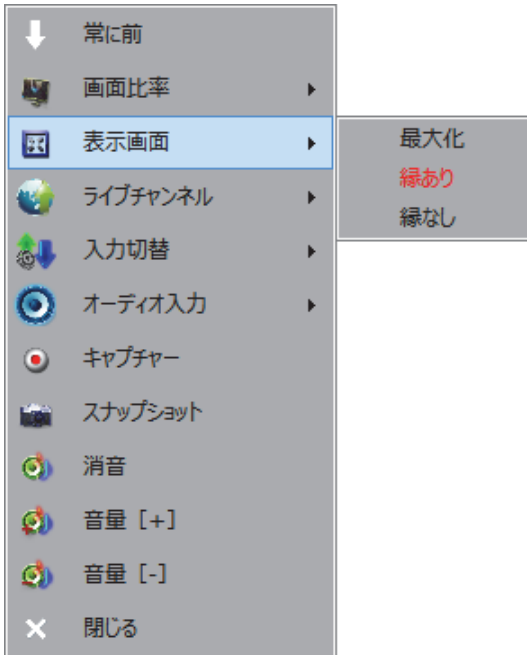 常に前
画面比率
表示画面
最大化
縁あり
縁なし
ライブチャンネル
入力切替
オーディオ入力
キャプチャー
スナップショット
消音
音量 [+]
音量 [-]
閉じる